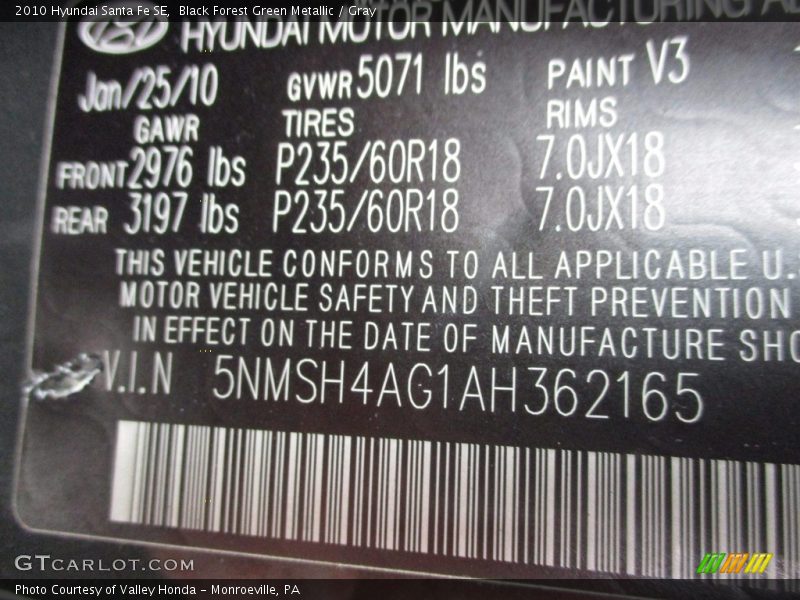 2010 Hyundai Santa Fe SE, Black Forest Green Metallic / Gray
HYUNDAI MOTOR MANUFACTURING
Jan/25/10 GVWR 5071 lbs PAINT V3
GAWR TIRES RIMS
FRONT 2976 lbs P235/60R18 7.0JX18
REAR 3197 lbs P235/60R18 7.0JX18
THIS VEHICLE CONFORMS TO ALL APPLICABLE U.
MOTOR VEHICLE SAFETY AND THEFT PREVENTION
IN EFFECT ON THE DATE OF MANUFACTURE SHO
V.I.N 5NMSH4AG1AH362165
GTCARLOT.COM
Photo Courtesy of Valley Honda - Monroeville, PA